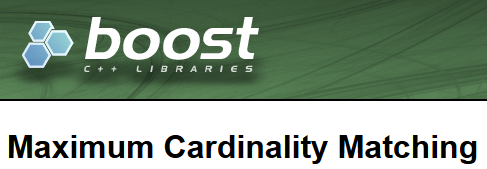 boost
C++ LIBRARIES
Maximum Cardinality Matching